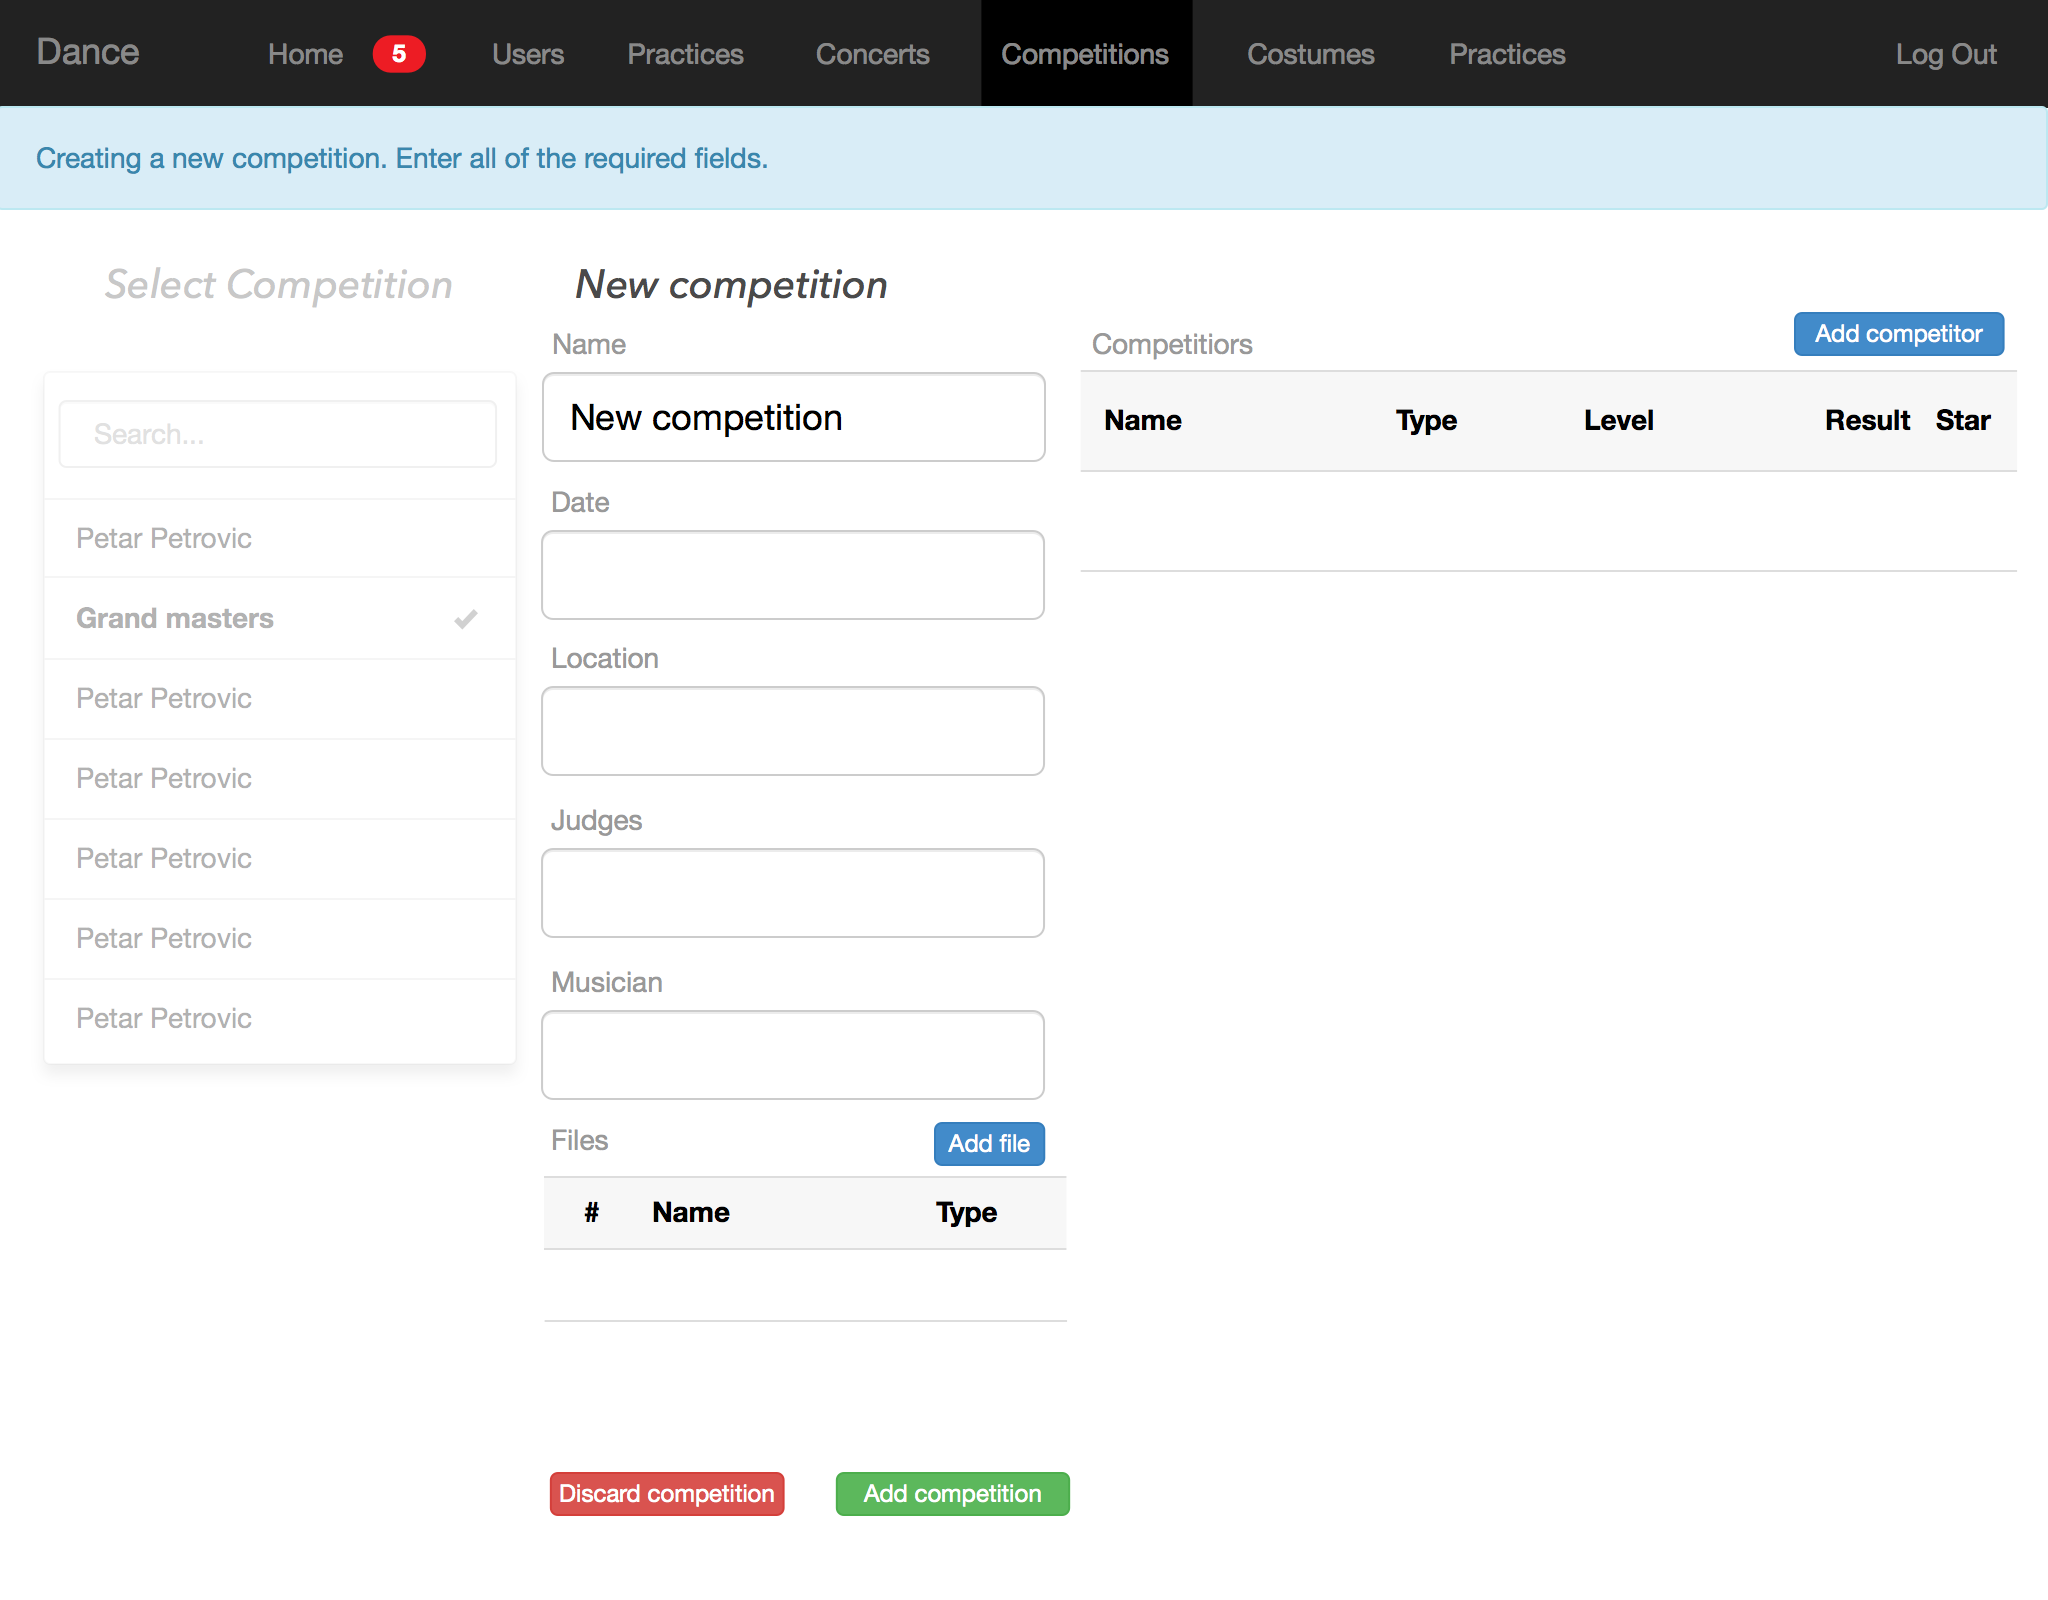 Dance Home 5 Users Practices Concerts Competitions Costumes Practices Log Out
Creating a new competition. Enter all of the required fields.
Select Competition
Search...
Petar Petrovic
Grand masters
Petar Petrovic
Petar Petrovic
Petar Petrovic
Petar Petrovic
Petar Petrovic
New competition
Name
New competition
Date
Location
Judges
Musician
Files Add file
# Name Type
Discard competition Add competition
Competitiors Add competitor
Name Type Level Result Star